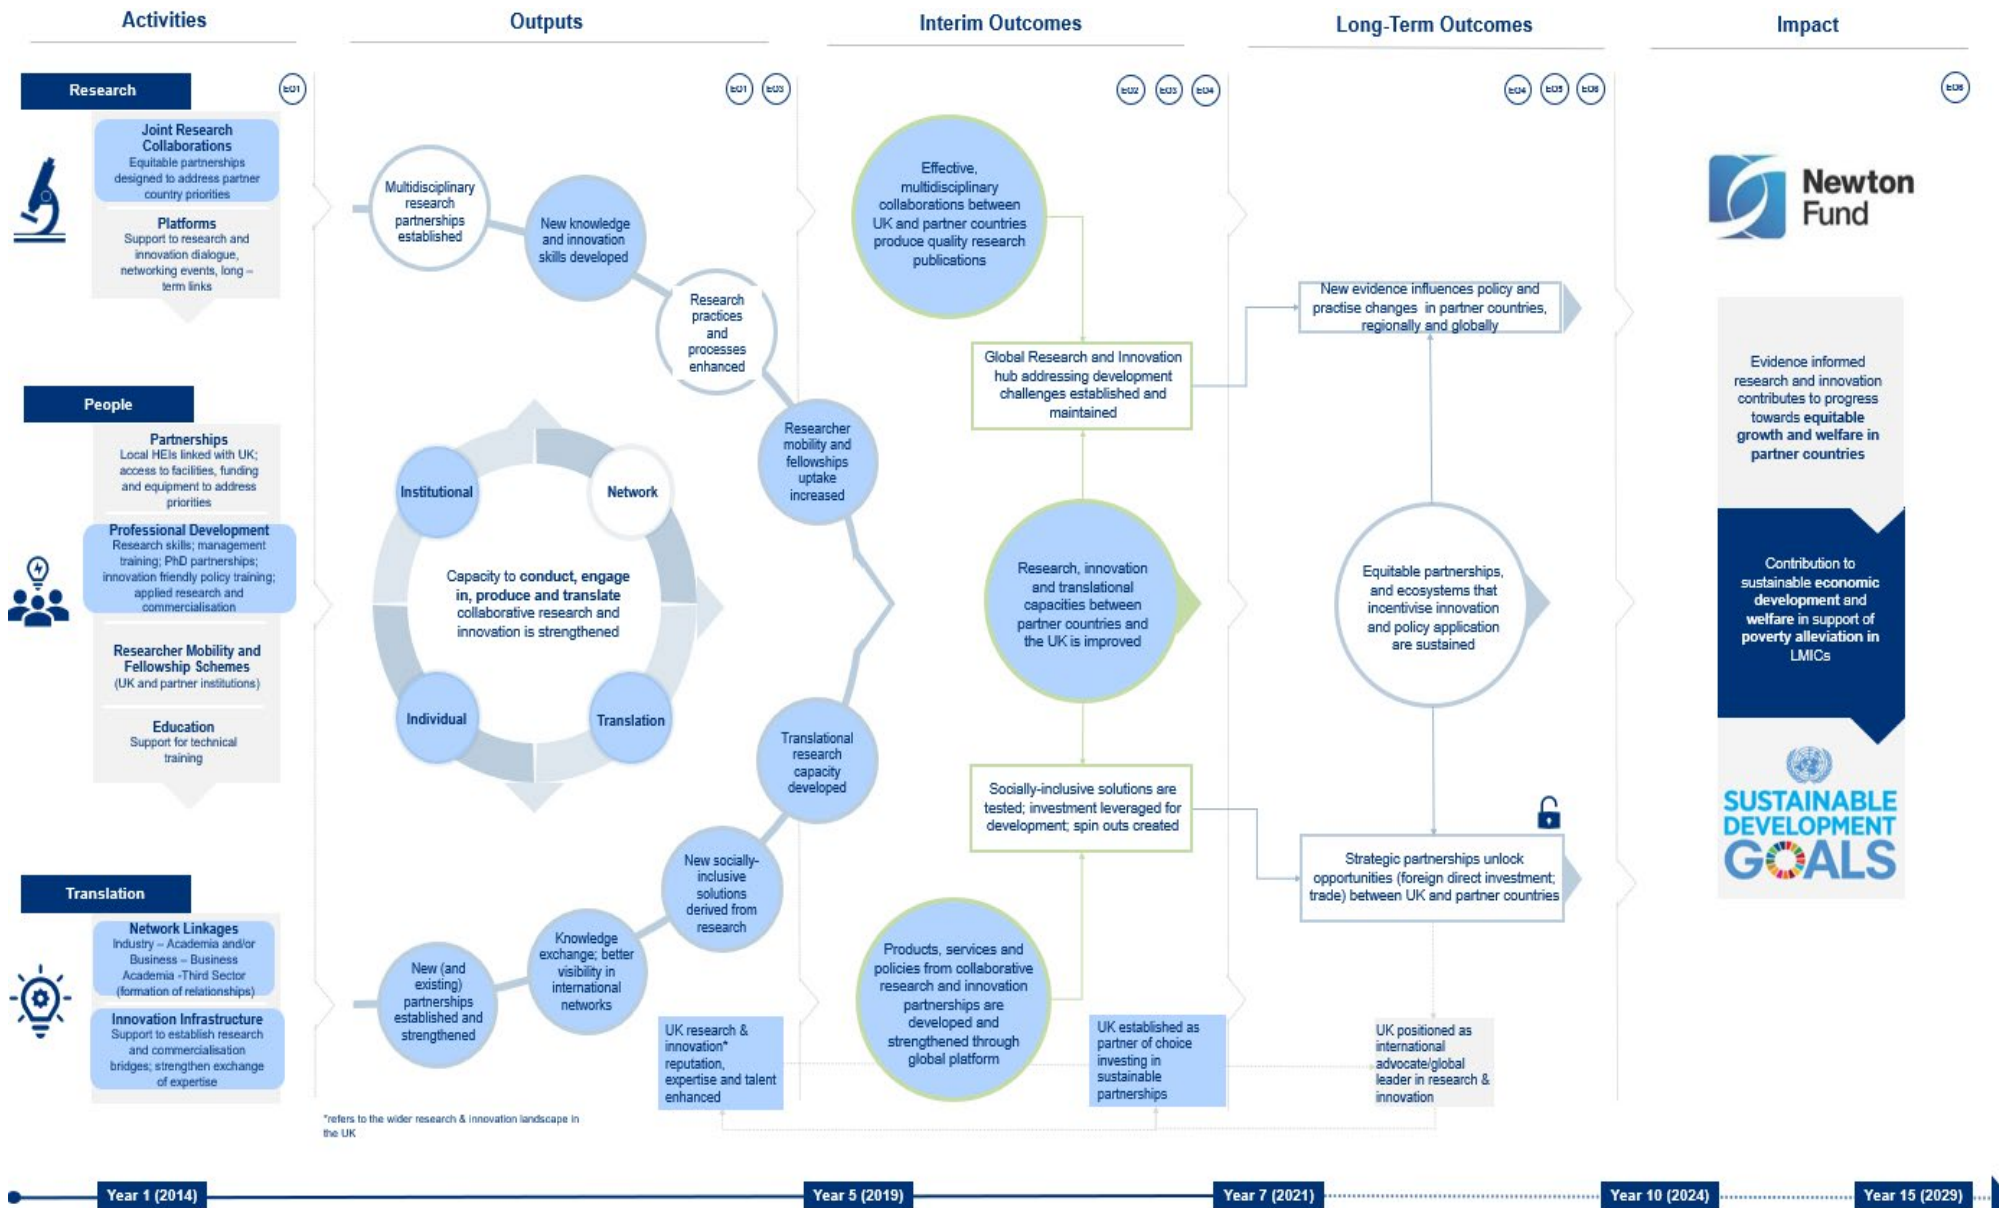 Activities
Outputs
Interim Outcomes
Long-Term Outcomes
Impact
Research
EO1
EO1
EO3
EO2
EO3
EO4
EO4
EO5
EO6
EO6
Joint Research
Collaborations
Equitable partnerships
designed to address partner
country priorities
Platforms
Support to research and
innovation dialogue,
networking events, long –
term links
People
Partnerships
Local HEIs linked with UK;
access to facilities, funding
and equipment to address
priorities
Professional Development
Research skills; management
training; PhD partnerships;
innovation friendly policy training;
applied research and
commercialisation
Researcher Mobility and
Fellowship Schemes
(UK and partner institutions)
Education
Support for technical
training
Translation
Network Linkages
Industry – Academia and/or
Business – Business
Academia -Third Sector
(formation of relationships)
Innovation Infrastructure
Support to establish research
and commercialisation
bridges; strengthen exchange
of expertise
Multidisciplinary
research
partnerships
established
New knowledge
and innovation
skills developed
Research
practices
and
processes
enhanced
Researcher
mobility and
fellowships
uptake
increased
Institutional
Network
Capacity to conduct, engage
in, produce and translate
collaborative research and
innovation is strengthened
Individual
Translation
Translational
research
capacity
developed
New socially-
inclusive
solutions
derived from
research
Knowledge
exchange; better
visibility in
international
networks
New (and
existing)
partnerships
established and
strengthened
UK research &
innovation*
reputation,
expertise and talent
enhanced
*refers to the wider research & innovation landscape in
the UK
Effective,
multidisciplinary
collaborations between
UK and partner countries
produce quality research
publications
Global Research and Innovation
hub addressing development
challenges established and
maintained
Research, innovation
and translational
capacities between
partner countries and
the UK is improved
Socially-inclusive solutions are
tested; investment leveraged for
development; spin outs created
Products, services and
policies from collaborative
research and innovation
partnerships are
developed and
strengthened through
global platform
UK established as
partner of choice
investing in
sustainable
partnerships
New evidence influences policy and
practise changes in partner countries,
regionally and globally
Equitable partnerships,
and ecosystems that
incentivise innovation
and policy application
are sustained
Strategic partnerships unlock
opportunities (foreign direct investment;
trade) between UK and partner countries
UK positioned as
international
advocate/global
leader in research &
innovation
Newton
Fund
Evidence informed
research and innovation
contributes to progress
towards equitable
growth and welfare in
partner countries
Contribution to
sustainable economic
development and
welfare in support of
poverty alleviation in
LMICs
SUSTAINABLE
DEVELOPMENT
GOALS
Year 1 (2014)
Year 5 (2019)
Year 7 (2021)
Year 10 (2024)
Year 15 (2029)